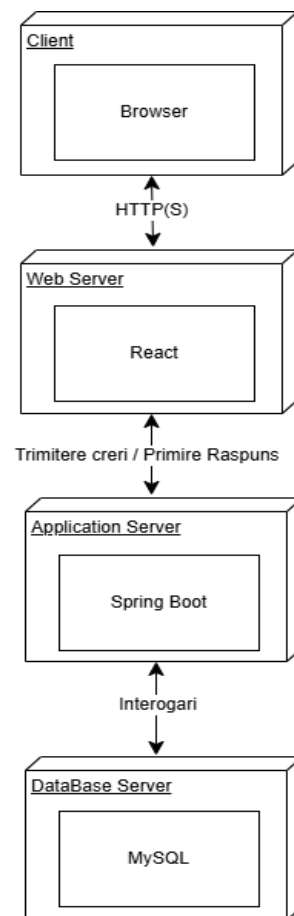 Client
Browser
HTTP(S)
Web Server
React
Trimitere creri / Primire Raspuns
Application Server
Spring Boot
Interogari
DataBase Server
MySQL